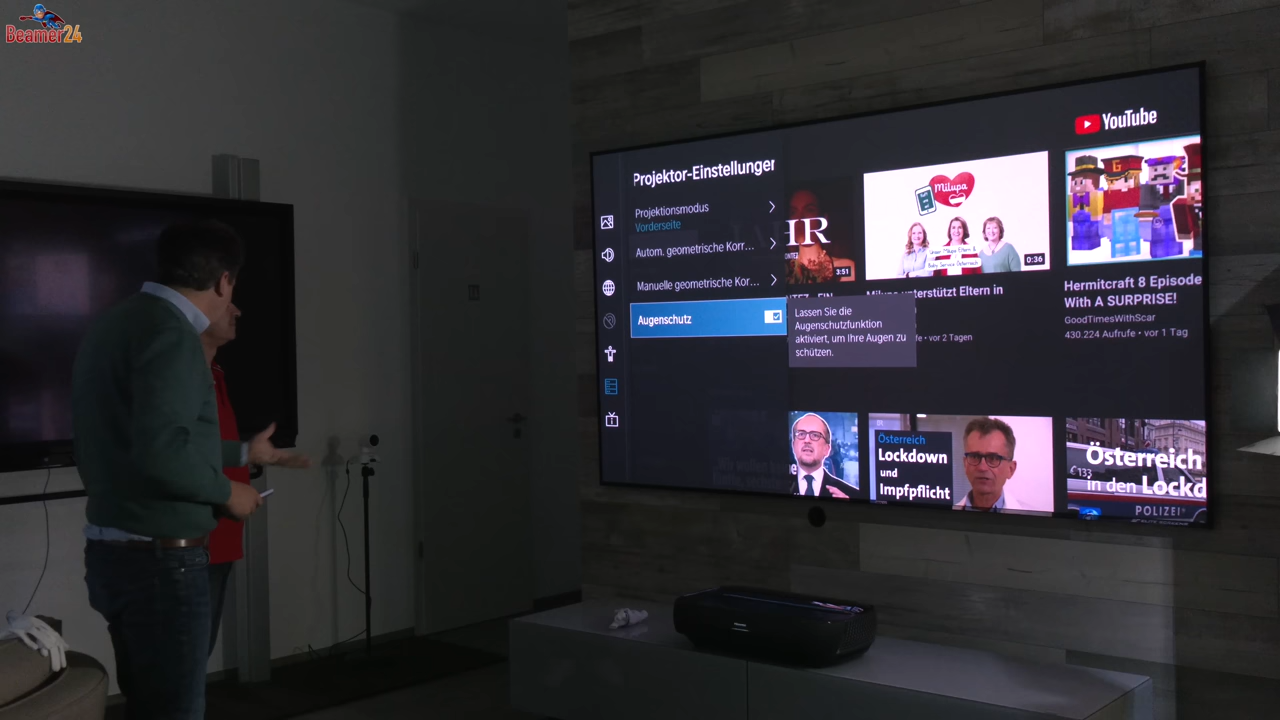 Beamer24
YouTube
Projektor-Einstellungen
Projektionsmodus
Vorderseite
Autom. geometrische Korr...
Manuelle geometrische Kor...
Augenschutz
Lassen Sie die
Augenschutzfunktion
aktiviert, um Ihre Augen zu
schützen.
HR
3:51
Milupa
0:36
Milupa unterstützt Eltern in
vor 2 Tagen
Hermitcraft 8 Episode
With A SURPRISE!
GoodTimesWithScar
430.224 Aufrufe • vor 1 Tag
Österreich
Lockdown
und
Impfpflicht
Österreich
in den Lockd
133
POLIZEI